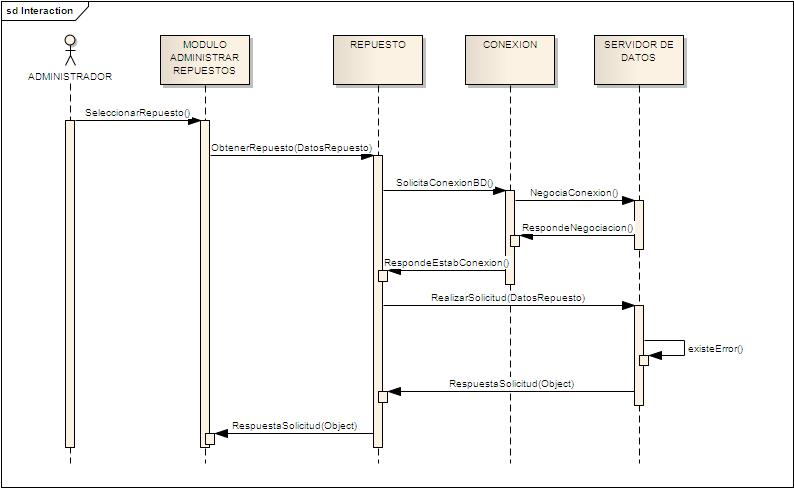 sd Interaction
ADMINISTRADOR
MODULO
ADMINISTRAR
REPUESTOS
REPUESTO
CONEXION
SERVIDOR DE
DATOS
SeleccionarRepuesto()
ObtenerRepuesto(DatosRepuesto)
SolicitaConexionBD()
NegociaConexion()
RespondeNegociacion()
RespondeEstabConexion()
RealizarSolicitud(DatosRepuesto)
existeError()
RespuestaSolicitud(Object)
RespuestaSolicitud(Object)